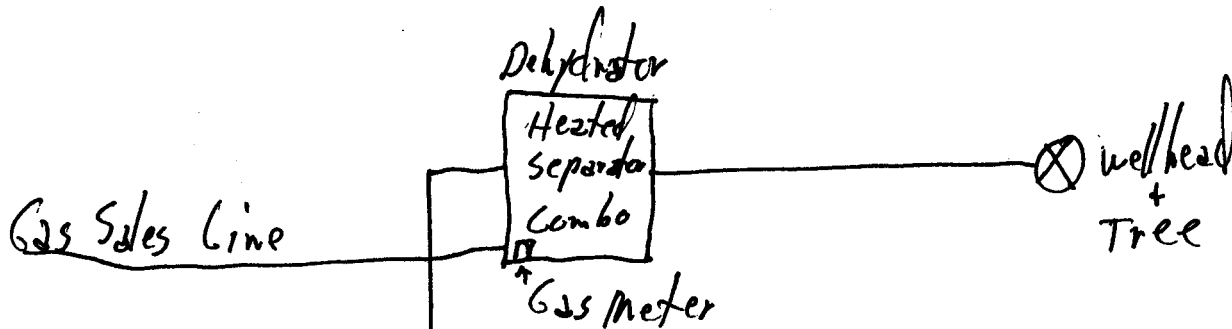 Dehydrator
Heated
Separator
Combo
wellhead
+
Tree
Gas Sales Line
Gas Meter